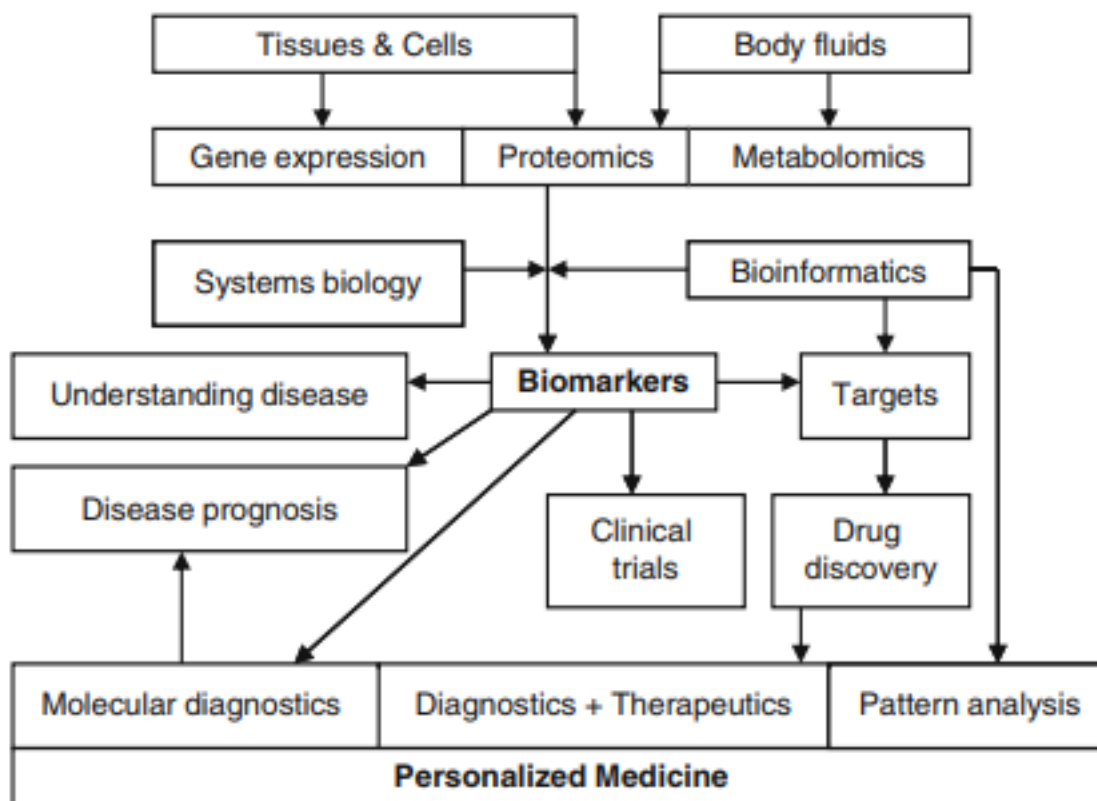 Tissues & Cells
Body fluids
Gene expression
Proteomics
Metabolomics
Systems biology
Bioinformatics
Understanding disease
Biomarkers
Targets
Disease prognosis
Clinical
trials
Drug
discovery
Molecular diagnostics
Diagnostics + Therapeutics
Pattern analysis
Personalized Medicine